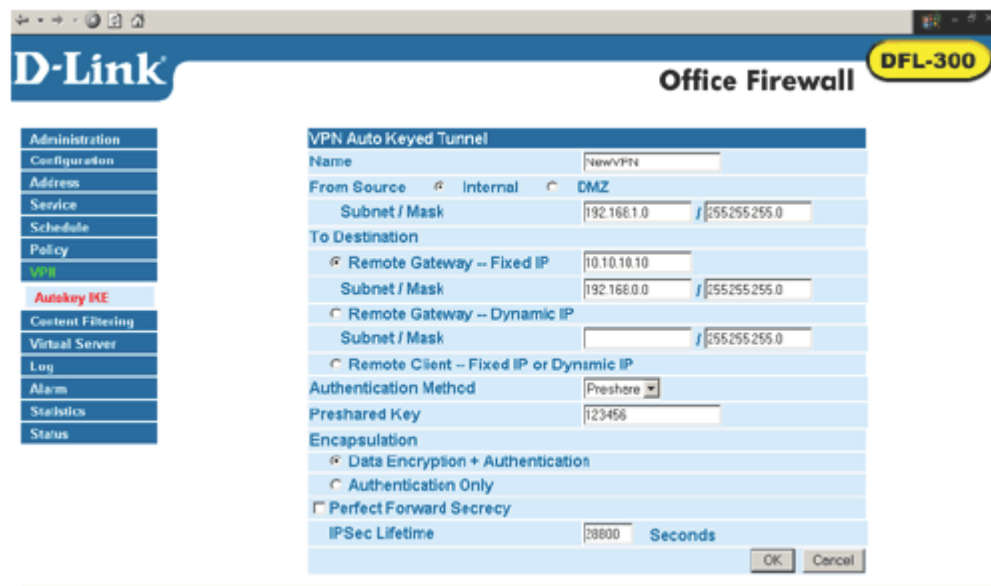 D-Link
DFL-300
Office Firewall
Administration
Configuration
Address
Service
Schedule
Policy
VPN
Autokey IKE
Content Filtering
Virtual Server
Log
Alarm
Statistics
Status
VPN Auto Keyed Tunnel
Name NewVPN
From Source Internal DMZ
Subnet / Mask 192.168.1.0 / 255.255.255.0
To Destination
Remote Gateway -- Fixed IP 10.10.10.10
Subnet / Mask 192.168.0.0 / 255.255.255.0
Remote Gateway -- Dynamic IP
Subnet / Mask / 255.255.255.0
Remote Client -- Fixed IP or Dynamic IP
Authentication Method Preshare
Preshared Key 123456
Encapsulation
Data Encryption + Authentication
Authentication Only
Perfect Forward Secrecy
IPSec Lifetime 28800 Seconds
OK Cancel